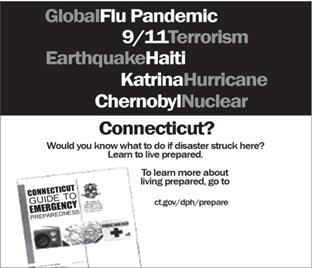 GlobalFlu Pandemic
9/11Terrorism
EarthquakeHaiti
KatrinaHurricane
ChernobylNuclear
Connecticut?
Would you know what to do if disaster struck here?
Learn to live prepared.
To learn more about
living prepared, go to
ct.gov/dph/prepare
CONNECTICUT
GUIDE TO
EMERGENCY
PREPAREDNESS